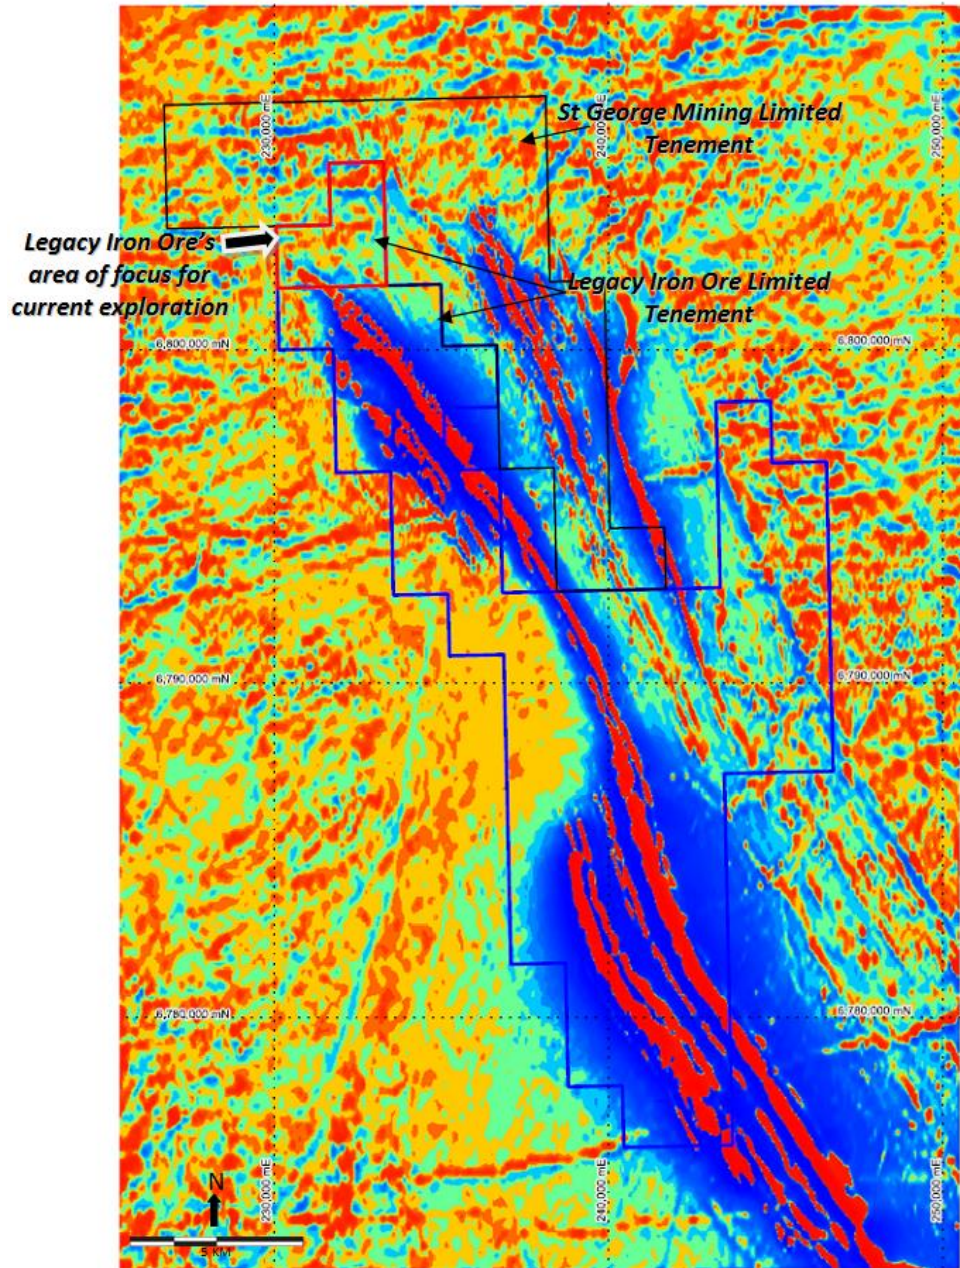 230,000 mE
240,000 mE
250,000 mE
St George Mining Limited
Tenement
Legacy Iron Ore's
area of focus for
current exploration
Legacy Iron Ore Limited
Tenement
6,800,000 mN
6,800,000 mN
6,790,000 mN
6,790,000 mN
6,780,000 mN
6,780,000 mN
230,000 mE
240,000 mE
250,000 mE
N
5 KM